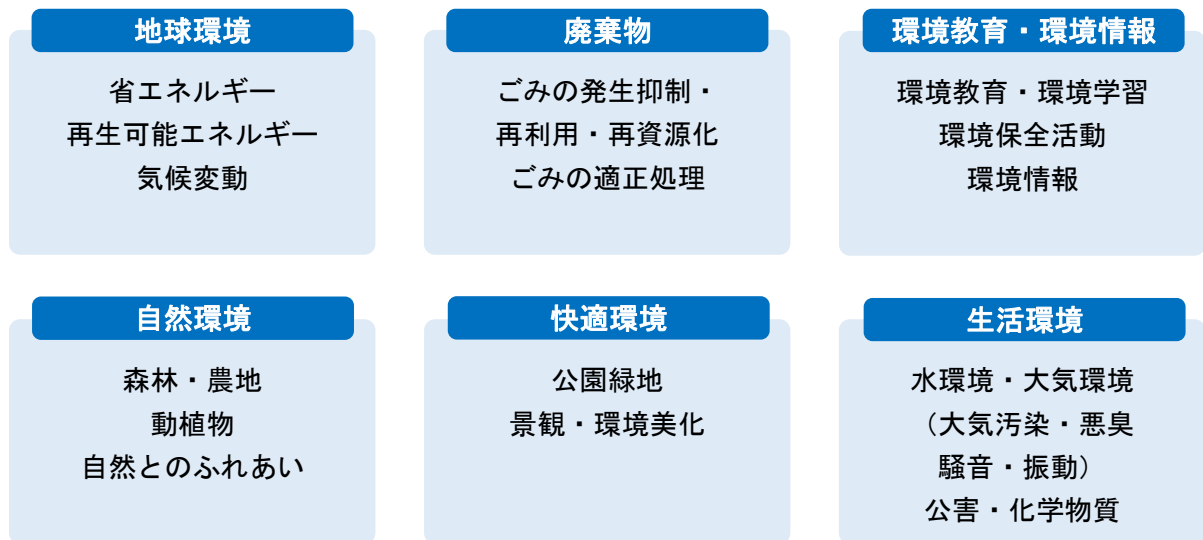 地球環境
省エネルギー
再生可能エネルギー
気候変動
廃棄物
ごみの発生抑制・
再利用・再資源化
ごみの適正処理
環境教育・環境情報
環境教育・環境学習
環境保全活動
環境情報
自然環境
森林・農地
動植物
自然とのふれあい
快適環境
公園緑地
景観・環境美化
生活環境
水環境・大気環境
（大気汚染・悪臭
騒音・振動）
公害・化学物質